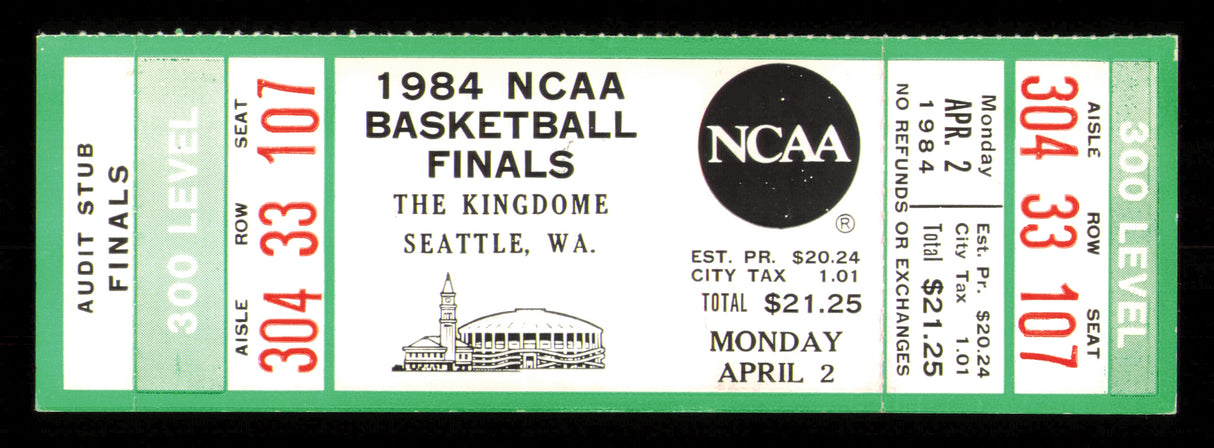 AUDIT STUB
FINALS
300 LEVEL
AISLE ROW SEAT
304 33 107
1984 NCAA
BASKETBALL
FINALS
THE KINGDOME
SEATTLE, WA.
NCAA
®
EST. PR. $20.24
CITY TAX 1.01
TOTAL $21.25
MONDAY
APRIL 2
Monday
APR. 2
1984
Est. Pr. $20.24
City Tax 1.01
Total $21.25
NO REFUNDS OR EXCHANGES
AISLE ROW SEAT
304 33 107
300 LEVEL